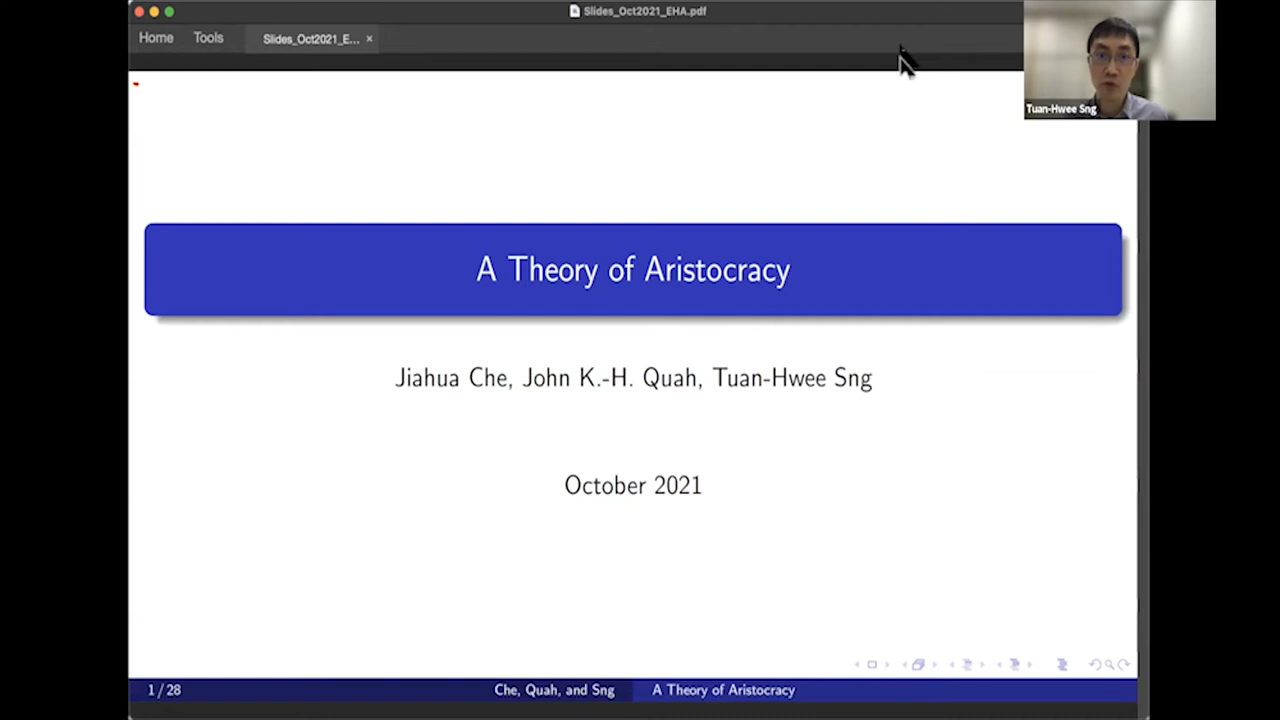 Slides_Oct2021_EHA.pdf
Home Tools Slides_Oct2021_E... ×
Tuan-Hwee Sng
A Theory of Aristocracy
Jiahua Che, John K.-H. Quah, Tuan-Hwee Sng
October 2021
1 / 28 Che, Quah, and Sng A Theory of Aristocracy